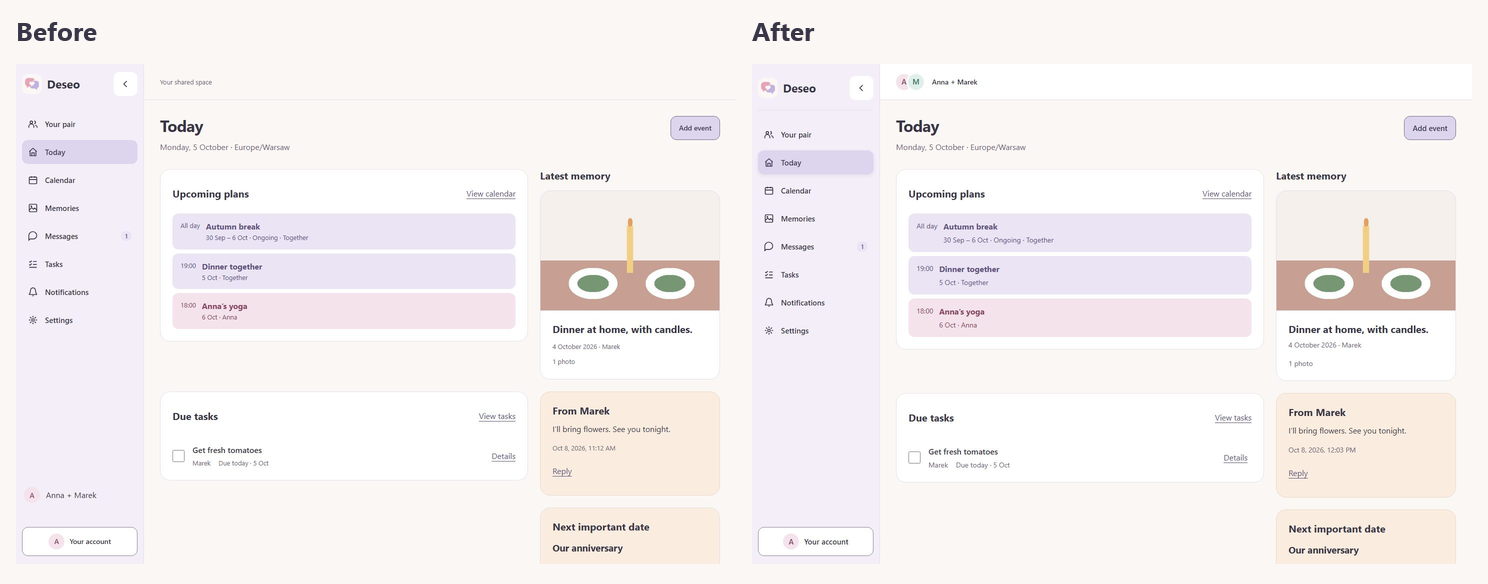 Before
Deseo
Your pair
Today
Calendar
Memories
Messages 1
Tasks
Notifications
Settings
A Anna + Marek
A Your account
Your shared space
Today
Monday, 5 October · Europe/Warsaw
Add event
Upcoming plans
View calendar
All day Autumn break
30 Sep – 6 Oct · Ongoing · Together
19:00 Dinner together
5 Oct · Together
18:00 Anna's yoga
6 Oct · Anna
Due tasks
View tasks
Get fresh tomatoes
Marek Due today · 5 Oct
Details
Latest memory
Dinner at home, with candles.
4 October 2026 · Marek
1 photo
From Marek
I'll bring flowers. See you tonight.
Oct 8, 2026, 11:12 AM
Reply
Next important date
Our anniversary
After
Deseo
Your pair
Today
Calendar
Memories
Messages 1
Tasks
Notifications
Settings
A Your account
A M Anna + Marek
Today
Monday, 5 October · Europe/Warsaw
Add event
Upcoming plans
View calendar
All day Autumn break
30 Sep – 6 Oct · Ongoing · Together
19:00 Dinner together
5 Oct · Together
18:00 Anna's yoga
6 Oct · Anna
Due tasks
View tasks
Get fresh tomatoes
Marek Due today · 5 Oct
Details
Latest memory
Dinner at home, with candles.
4 October 2026 · Marek
1 photo
From Marek
I'll bring flowers. See you tonight.
Oct 8, 2026, 12:03 PM
Reply
Next important date
Our anniversary